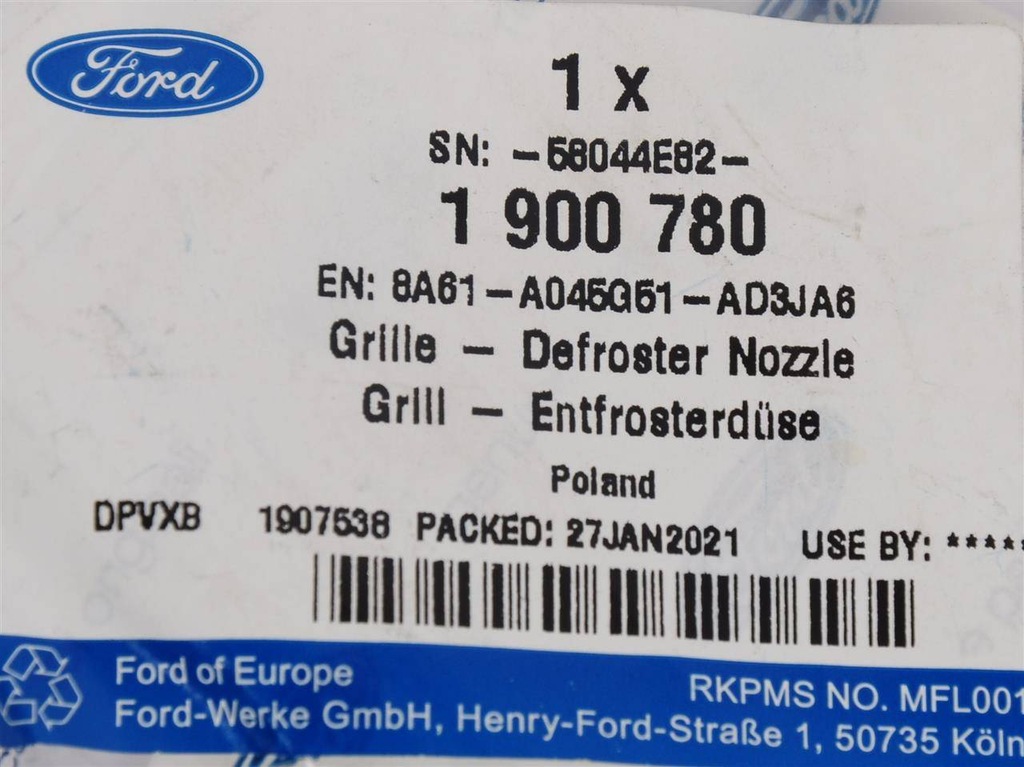 Ford
1 x
SN: -58044E82-
1 900 780
EN: 8A61-A045G51-AD3JA6
Grille - Defroster Nozzle
Grill - Entfrosterdüse
Poland
DPVXB 1907538 PACKED: 27JAN2021 USE BY: *****
Ford of Europe RKPMS NO. MFL001
Ford-Werke GmbH, Henry-Ford-Straße 1, 50735 Köln